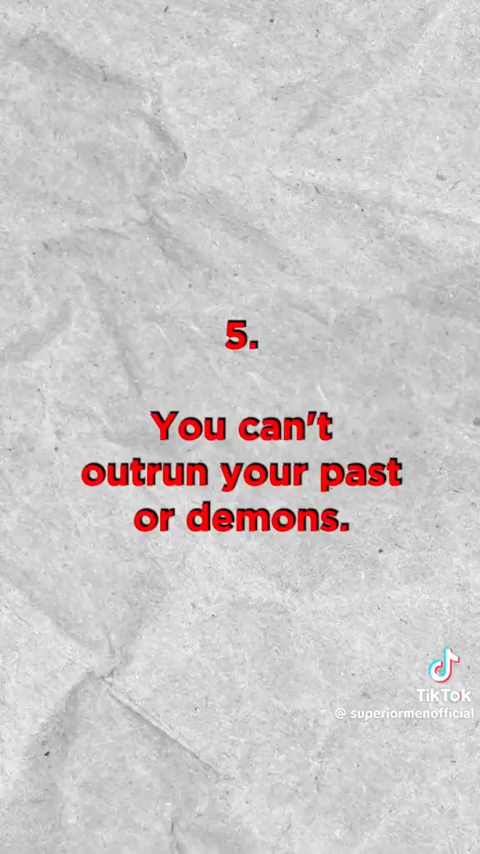 5.
You can't
outrun your past
or demons.
TikTok
@ superiormenofficial